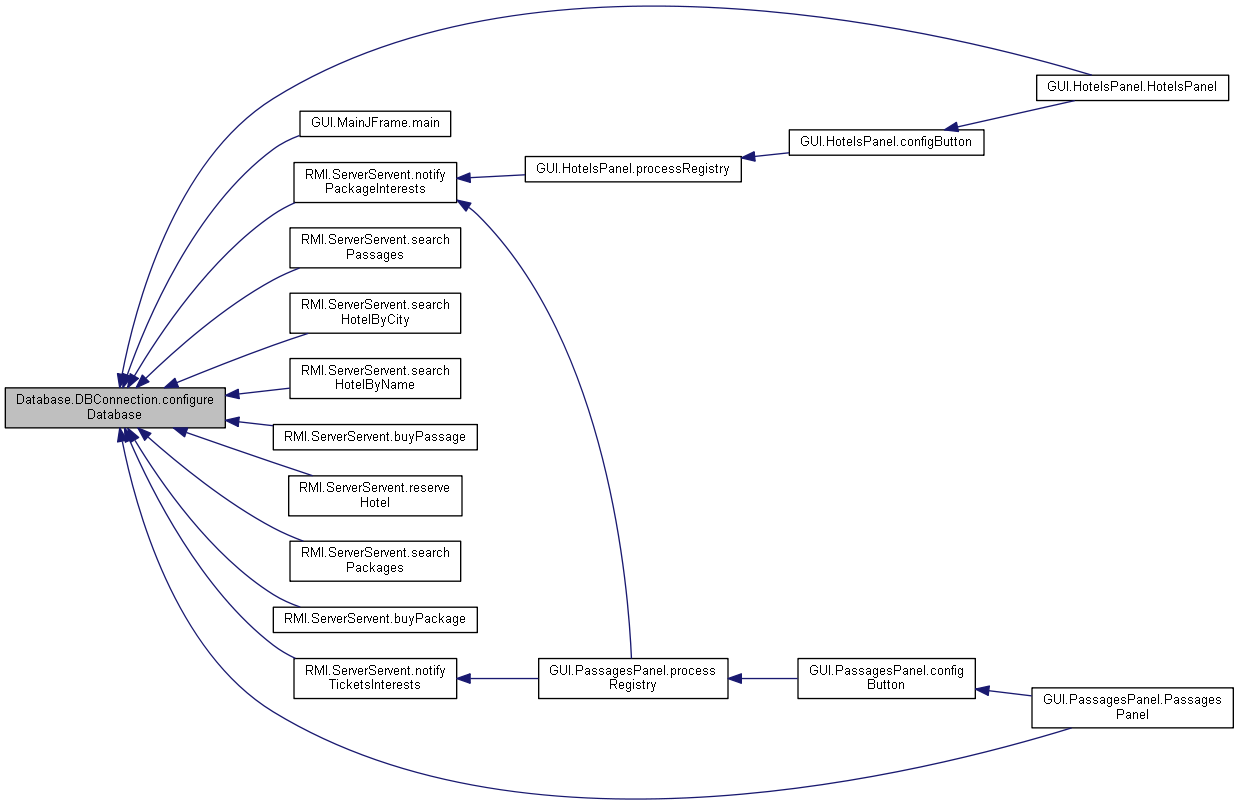 GUI.HotelsPanel.HotelsPanel
GUI.MainJFrame.main
GUI.HotelsPanel.configButton
GUI.HotelsPanel.processRegistry
RMI.ServerServent.notify
PackageInterests
RMI.ServerServent.search
Passages
RMI.ServerServent.search
HotelByCity
RMI.ServerServent.search
HotelByName
Database.DBConnection.configure
Database
RMI.ServerServent.buyPassage
RMI.ServerServent.reserve
Hotel
RMI.ServerServent.search
Packages
RMI.ServerServent.buyPackage
RMI.ServerServent.notify
TicketsInterests
GUI.PassagesPanel.process
Registry
GUI.PassagesPanel.config
Button
GUI.PassagesPanel.Passages
Panel